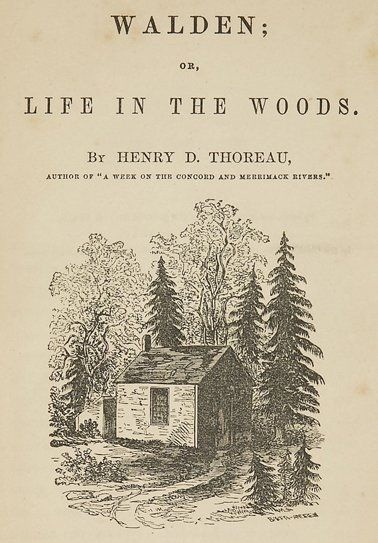 WALDEN;
OR,
LIFE IN THE WOODS.
By HENRY D. THOREAU,
AUTHOR OF "A WEEK ON THE CONCORD AND MERRIMACK RIVERS."